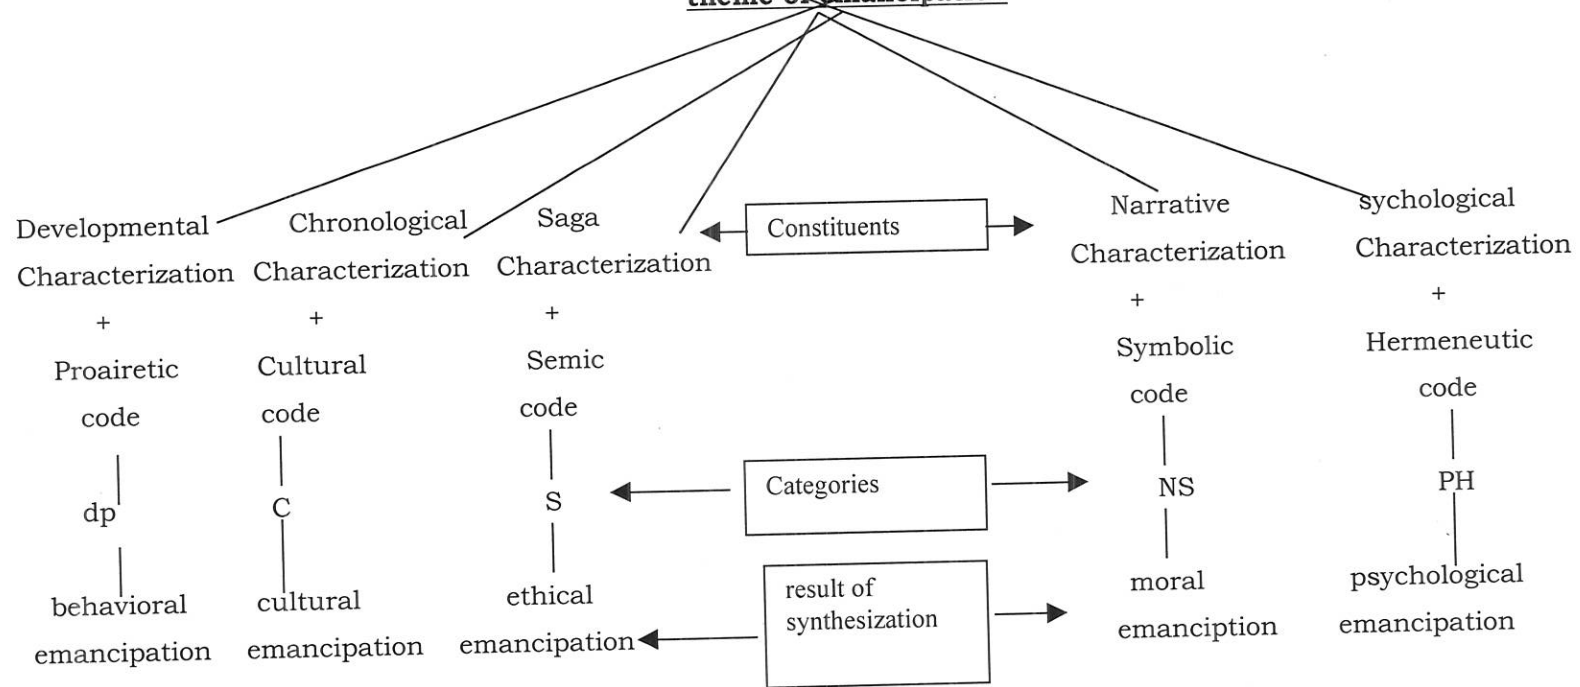 theme of
Developmental
Characterization
+
Proairetic
code
dp
behavioral
emancipation
Chronological
Characterization
+
Cultural
code
C
cultural
emancipation
Saga
Characterization
+
Semic
code
S
ethical
emancipation
Constituents
Categories
result of
synthesization
Narrative
Characterization
+
Symbolic
code
NS
moral
emanciption
sychological
Characterization
+
Hermeneutic
code
PH
psychological
emancipation